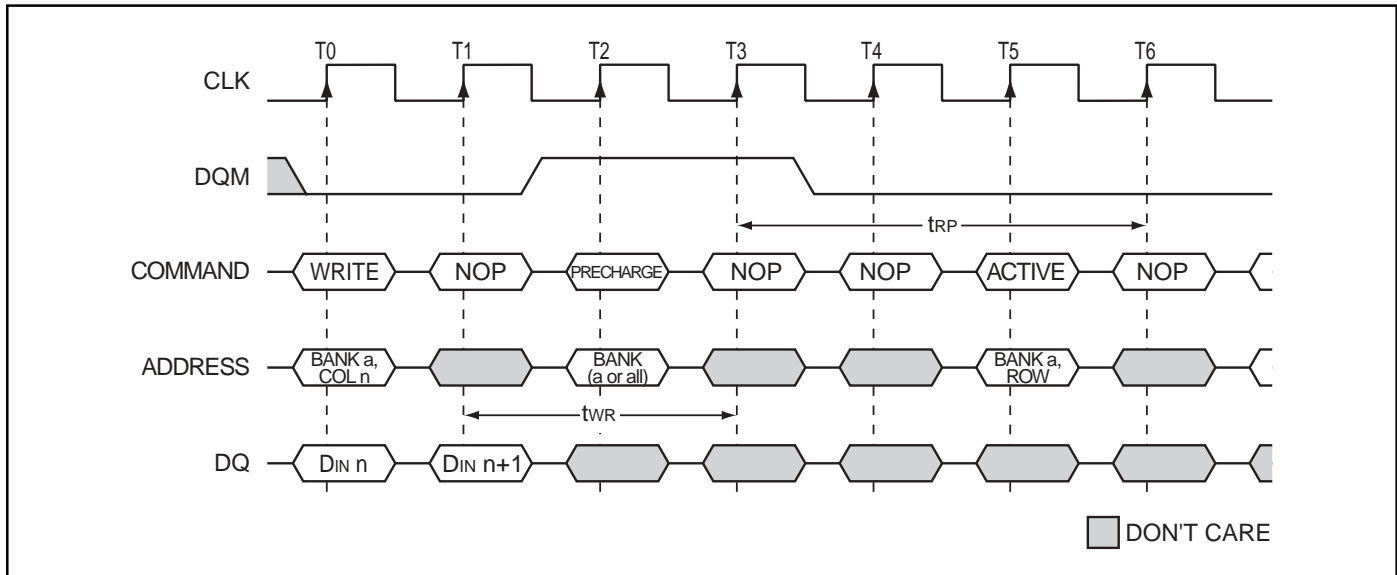 T0 T1 T2 T3 T4 T5 T6
CLK
DQM
tRP
COMMAND WRITE NOP PRECHARGE NOP NOP ACTIVE NOP
ADDRESS BANK a, COL n BANK (a or all) BANK a, ROW
tWR
DQ DIN n DIN n+1
DON'T CARE